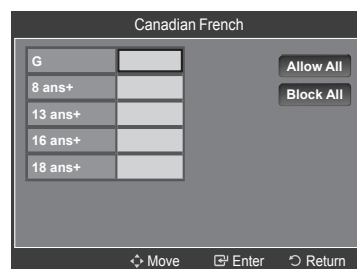 Canadian French
G
8 ans+
13 ans+
16 ans+
18 ans+
Allow All
Block All
Move Enter Return